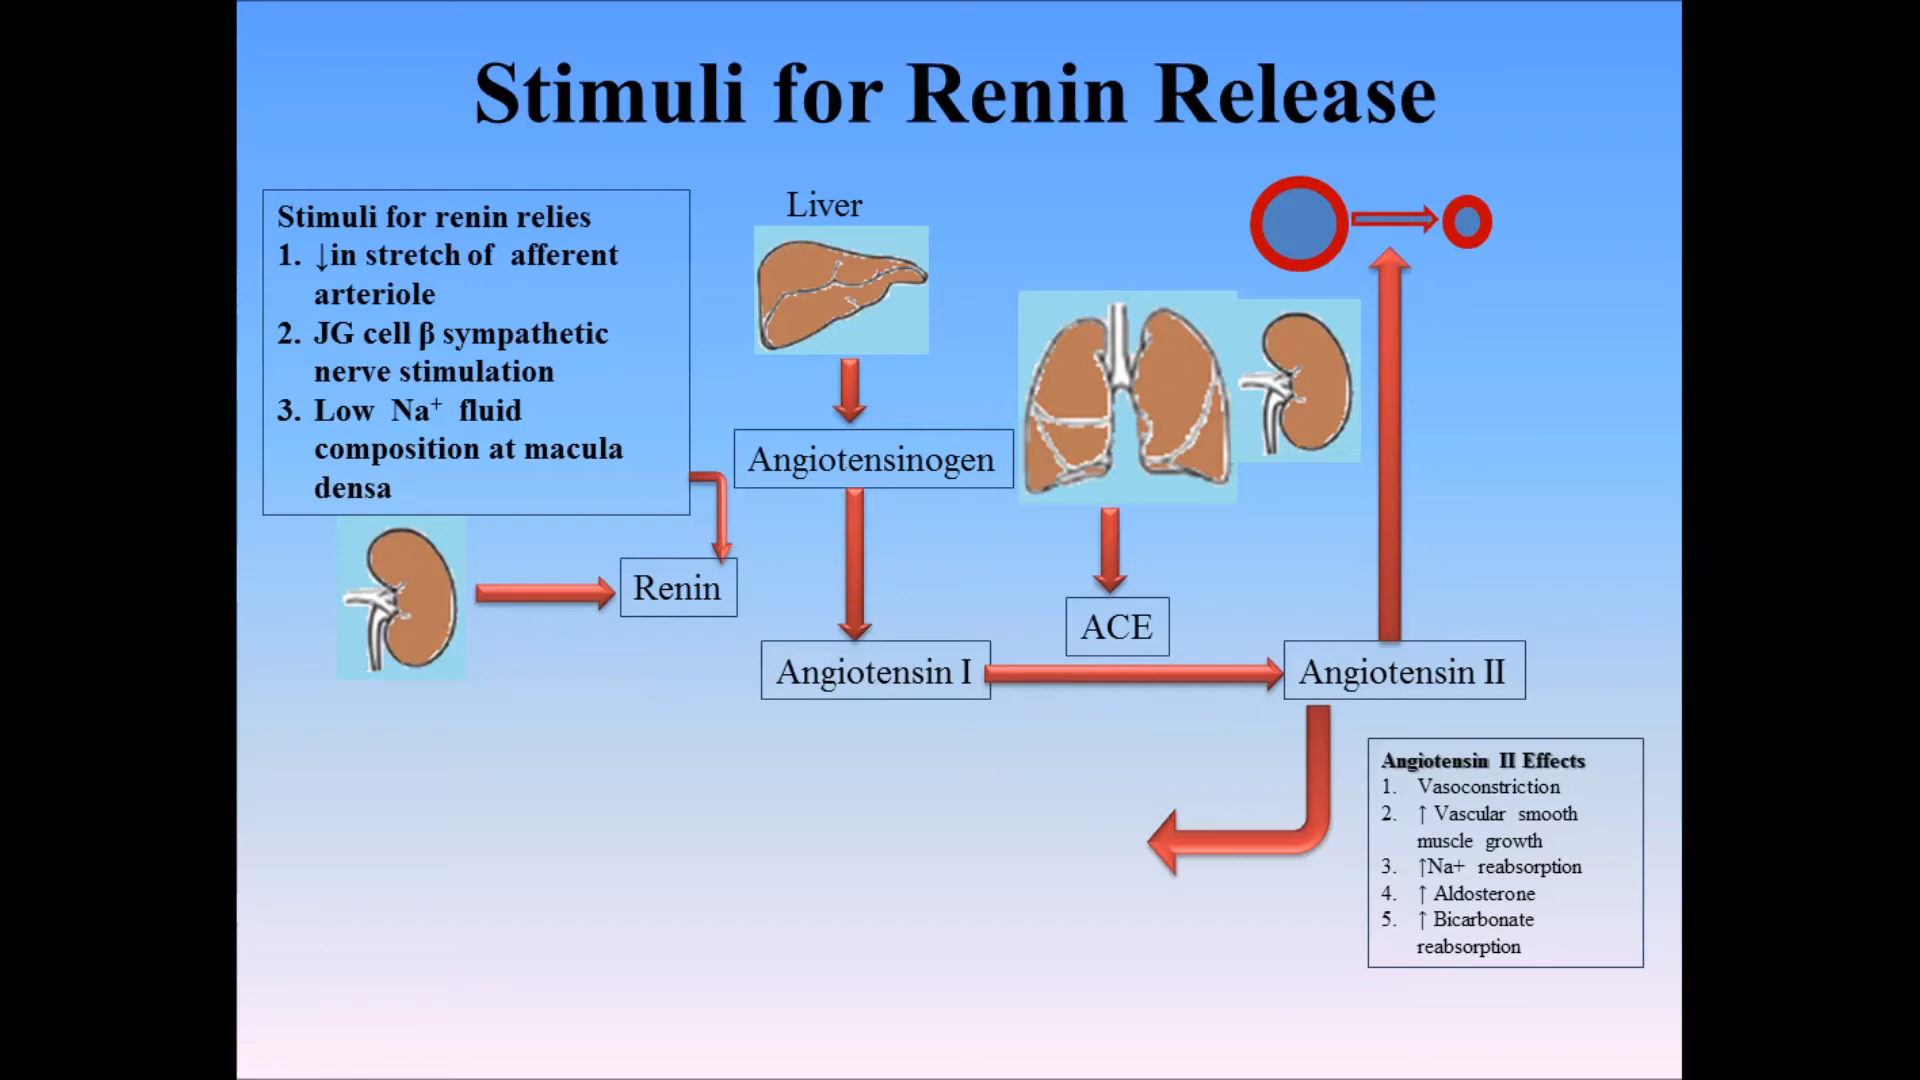 Stimuli for Renin Release
Stimuli for renin relies
1. ↓in stretch of afferent
arteriole
2. JG cell β sympathetic
nerve stimulation
3. Low Na⁺ fluid
composition at macula
densa
Liver
Angiotensinogen
Renin
ACE
Angiotensin I
Angiotensin II
Angiotensin II Effects
1. Vasoconstriction
2. ↑ Vascular smooth
muscle growth
3. ↑Na+ reabsorption
4. ↑ Aldosterone
5. ↑ Bicarbonate
reabsorption